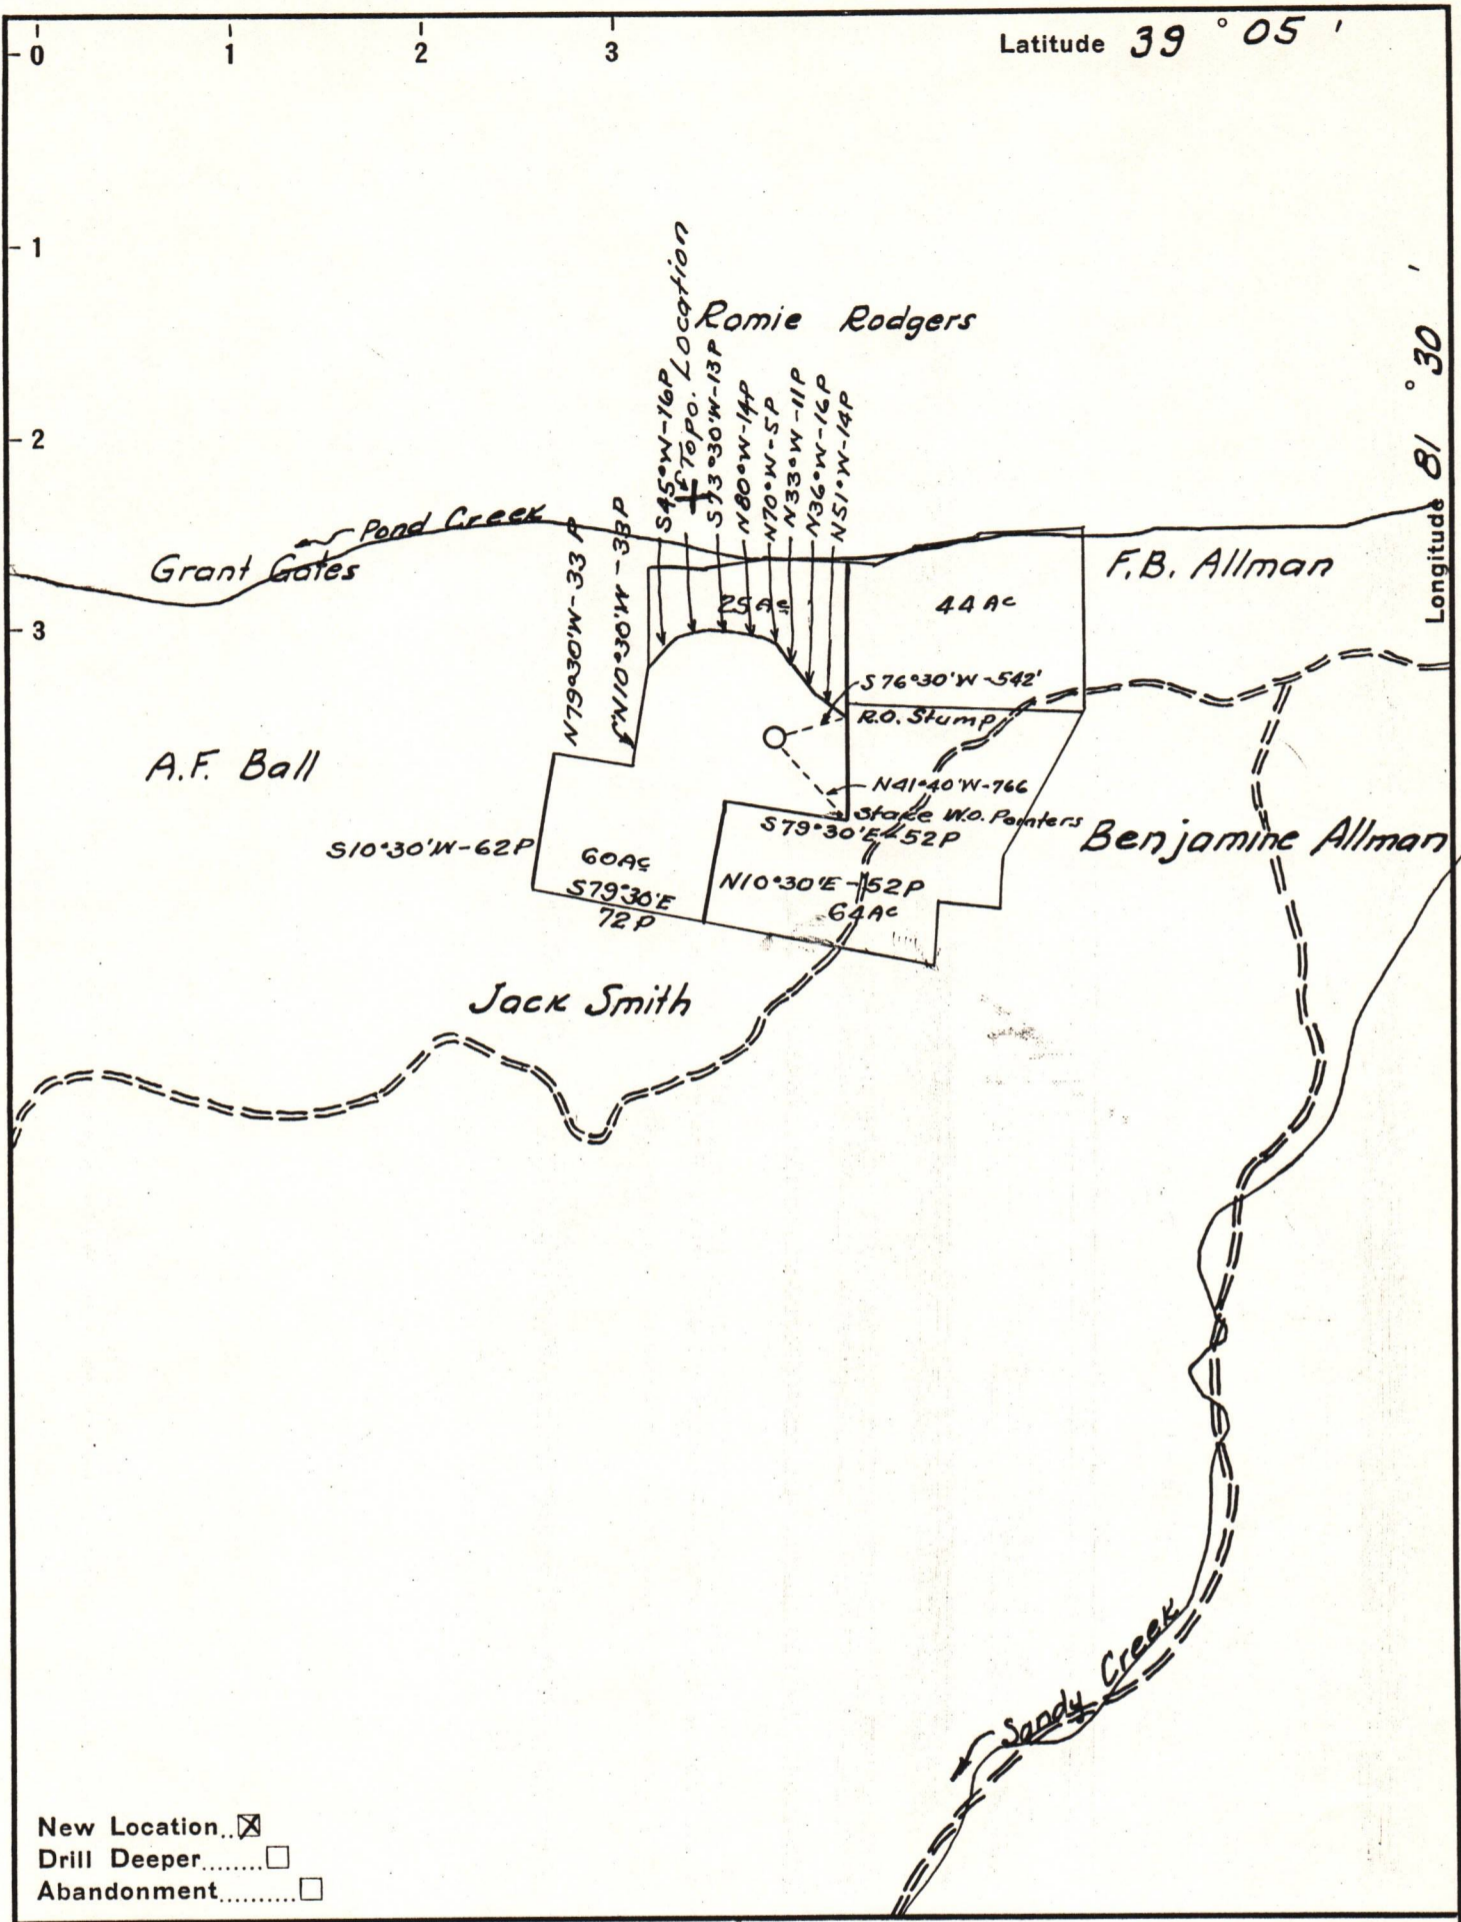 0 1 2 3
Latitude 39 ° 05 '
1
2
3
Longitude 81 ° 30 '
Romie Rodgers
S45°W-16P
Topo. Location
S73°30'W-13P
N80°W-14P
N70°W-5P
N33°W-11P
N36°W-16P
N51°W-14P
Pond Creek
Grant Gates
N79°30'W-33P
N10°30'W-33P
25 Ac
44 Ac
F.B. Allman
S76°30'W-542'
R.O. Stump
A.F. Ball
N41°40'W-766
Stake W.O. Pointers
S79°30'E-52P
Benjamine Allman
S10°30'W-62P
60 Ac
S79°30'E
72P
N10°30'E-52P
64 Ac
Jack Smith
Sandy Creek
New Location..☒
Drill Deeper........☐
Abandonment..........☐